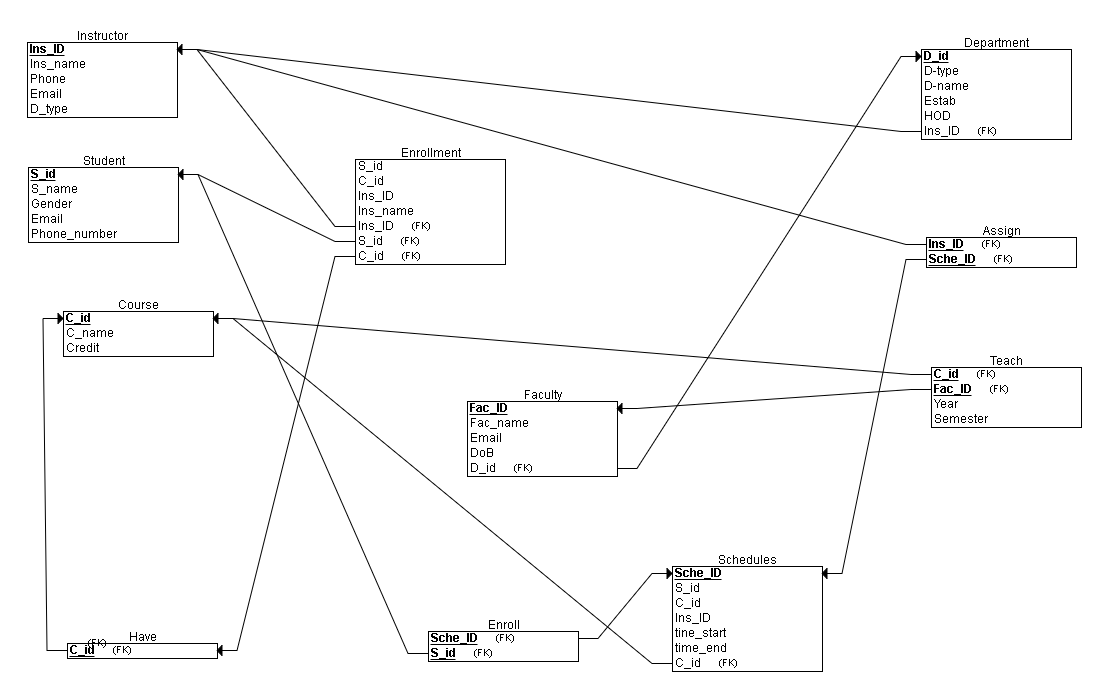 Instructor
Ins_ID
Ins_name
Phone
Email
D_type
Department
D_id
D-type
D-name
Estab
HOD
Ins_ID (FK)
Student
S_id
S_name
Gender
Email
Phone_number
Enrollment
S_id
C_id
Ins_ID
Ins_name
Ins_ID (FK)
S_id (FK)
C_id (FK)
Assign
Ins_ID (FK)
Sche_ID (FK)
Course
C_id
C_name
Credit
Teach
C_id (FK)
Fac_ID (FK)
Year
Semester
Faculty
Fac_ID
Fac_name
Email
DoB
D_id (FK)
Schedules
Sche_ID
S_id
C_id
Ins_ID
tine_start
time_end
C_id (FK)
Enroll
Sche_ID (FK)
S_id (FK)
Have
(FK)
C_id (FK)